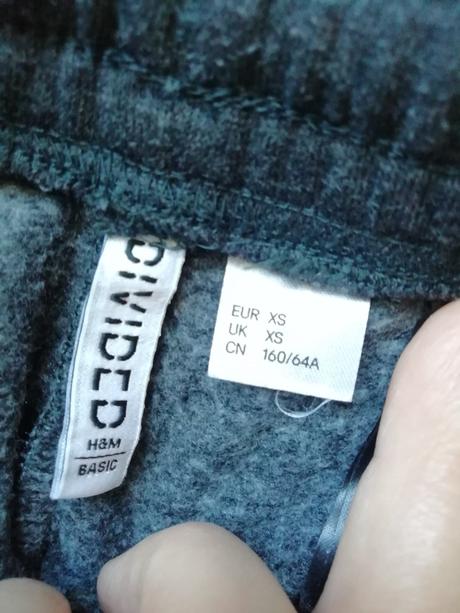 DIVIDED
H&M
BASIC
EUR XS
UK XS
CN 160/64A